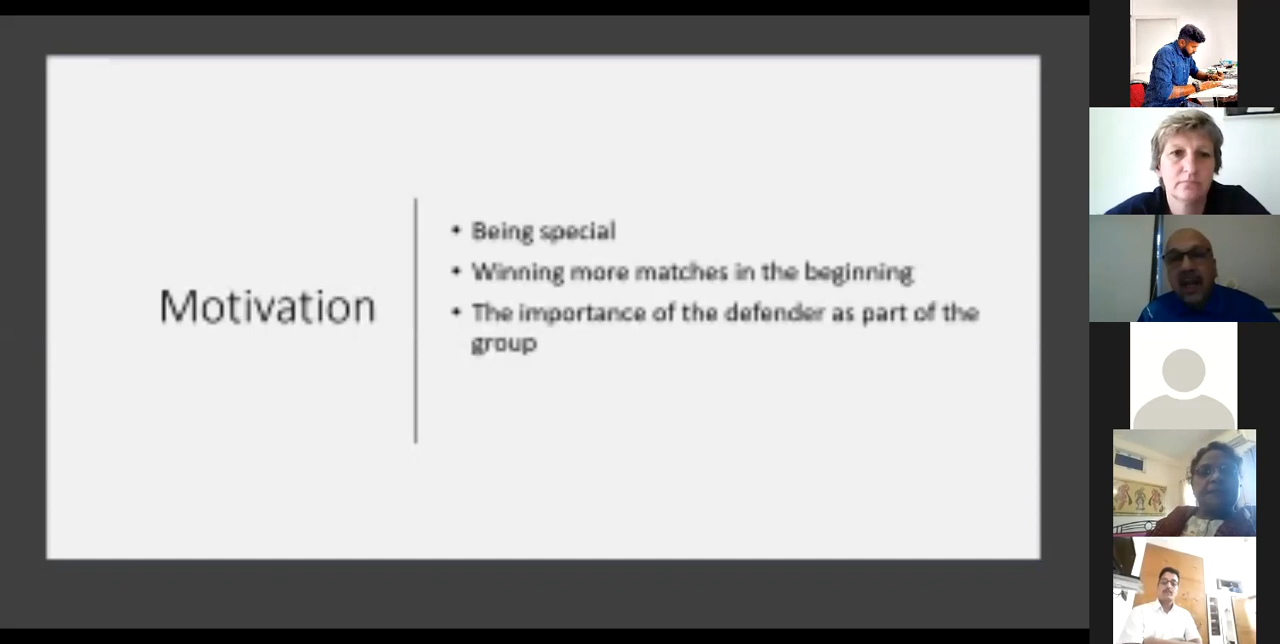 Motivation
• Being special
• Winning more matches in the beginning
• The importance of the defender as part of the
group